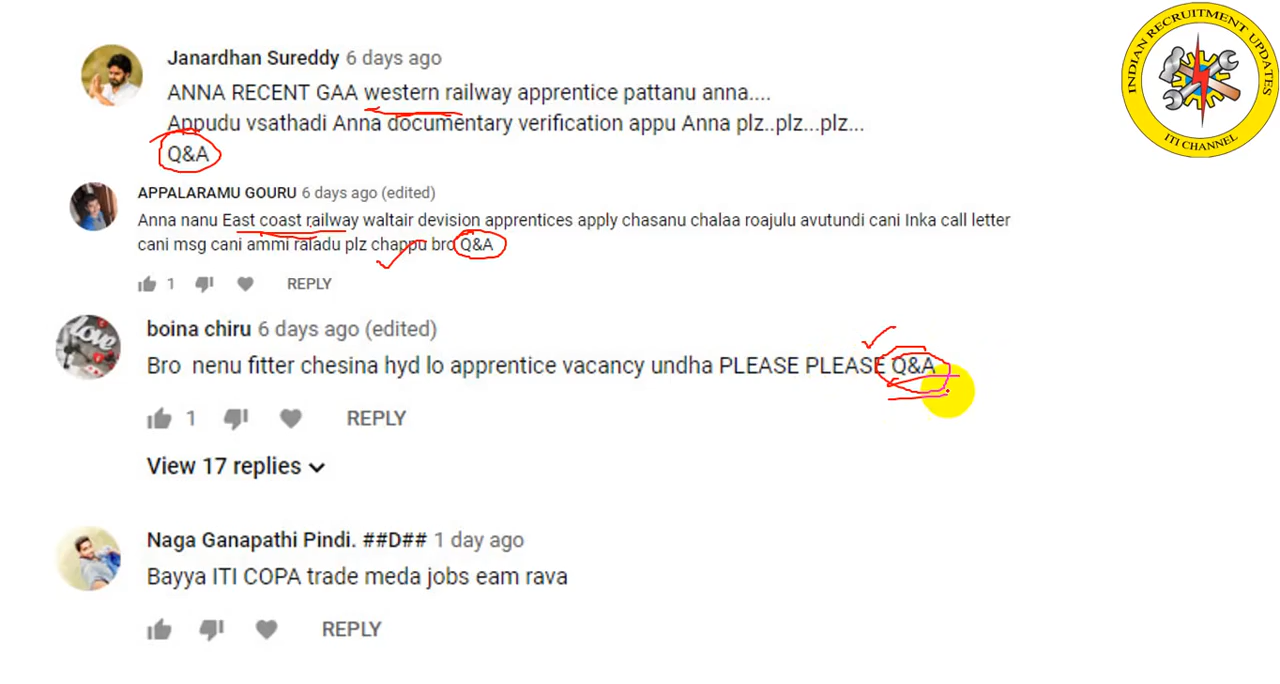 INDIAN RECRUITMENT UPDATES
ITI CHANNEL
Janardhan Sureddy 6 days ago
ANNA RECENT GAA western railway apprentice pattanu anna....
Appudu vsathadi Anna documentary verification appu Anna plz..plz...plz...
Q&A
APPALARAMU GOURU 6 days ago (edited)
Anna nanu East coast railway waltair devision apprentices apply chasanu chalaa roajulu avutundi cani Inka call letter
cani msg cani ammi raladu plz chappu bro Q&A
1 REPLY
boina chiru 6 days ago (edited)
Bro nenu fitter chesina hyd lo apprentice vacancy undha PLEASE PLEASE Q&A
1 REPLY
View 17 replies
Love
Naga Ganapathi Pindi. ##D## 1 day ago
Bayya ITI COPA trade meda jobs eam rava
REPLY